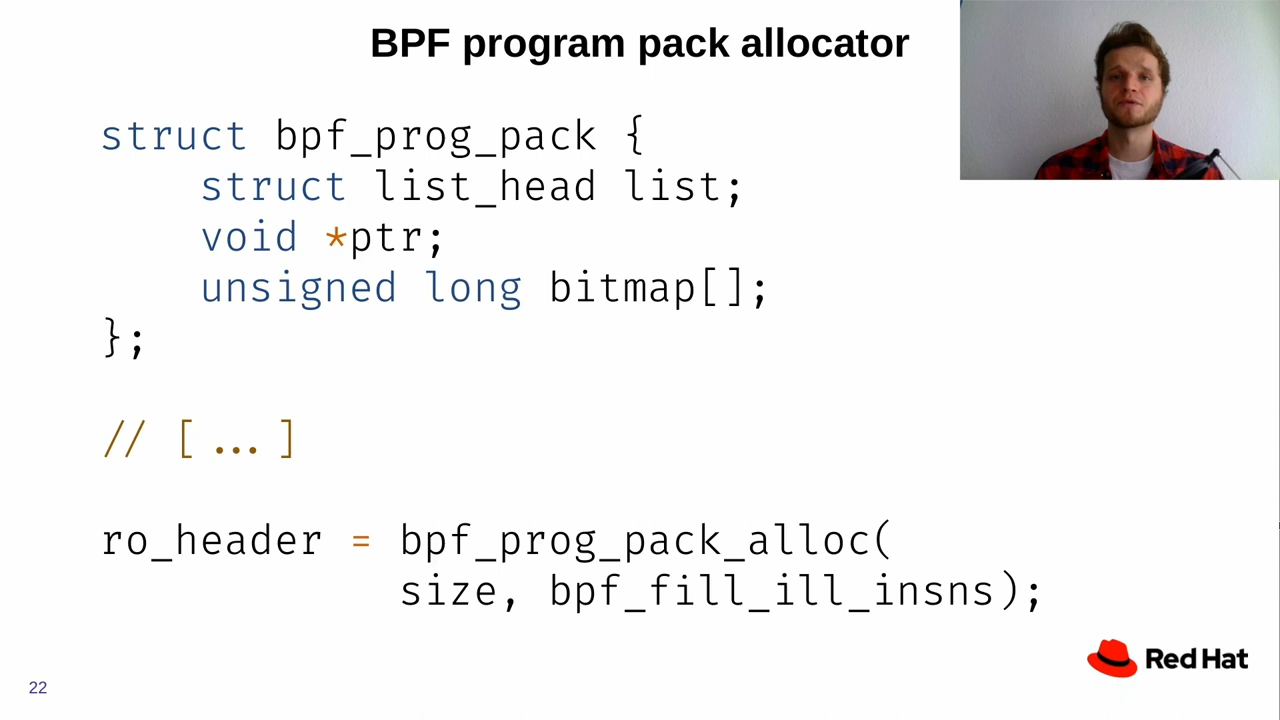 BPF program pack allocator
struct bpf_prog_pack {
    struct list_head list;
    void *ptr;
    unsigned long bitmap[];
};
// [...]
ro_header = bpf_prog_pack_alloc(
            size, bpf_fill_ill_insns);
Red Hat
22